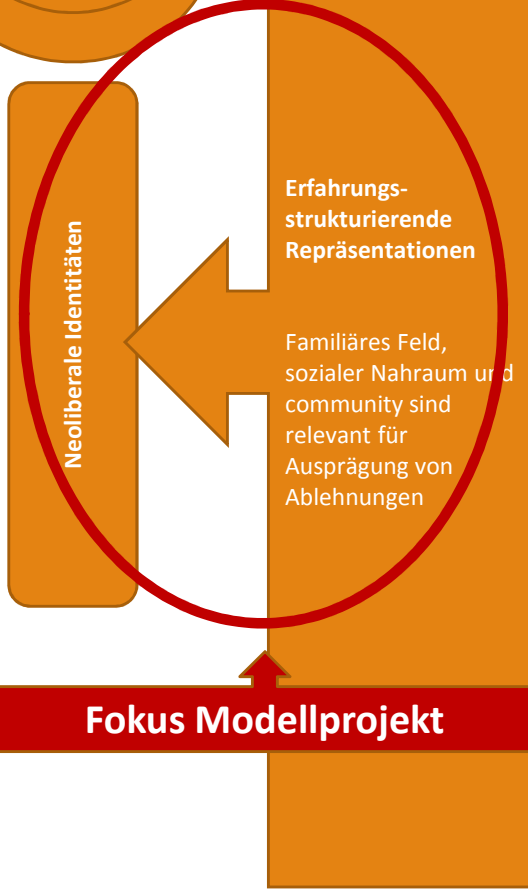 Neoliberale Identitäten
Erfahrungs-
strukturierende
Repräsentationen
Familiäres Feld,
sozialer Nahraum und
community sind
relevant für
Ausprägung von
Ablehnungen
Fokus Modellprojekt